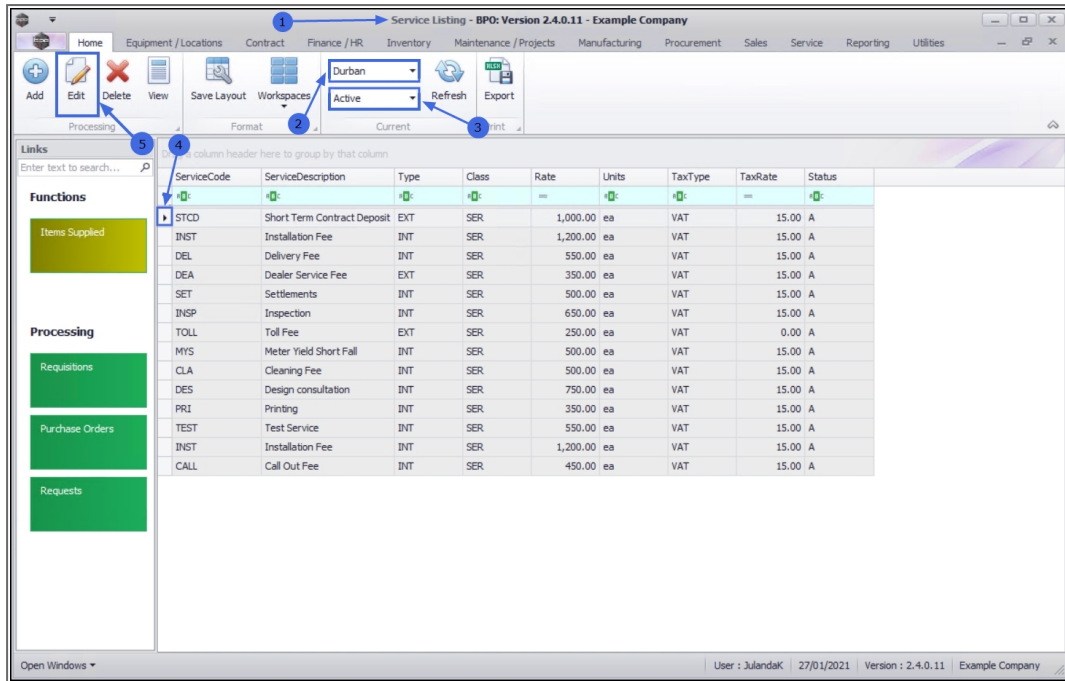 1
Service Listing - BPO: Version 2.4.0.11 - Example Company
Home Equipment / Locations Contract Finance / HR Inventory Maintenance / Projects Manufacturing Procurement Sales Service Reporting Utilities
Durban
Active
Add Edit Delete View Save Layout Workspaces Refresh Export
Processing Format Current Print
5 4 2 3
Links
Enter text to search...
Functions
Items Supplied
Processing
Requisitions
Purchase Orders
Requests
a column header here to group by that column
ServiceCode ServiceDescription Type Class Rate Units TaxType TaxRate Status
STCD Short Term Contract Deposit EXT SER 1,000.00 ea VAT 15.00 A
INST Installation Fee INT SER 1,200.00 ea VAT 15.00 A
DEL Delivery Fee INT SER 550.00 ea VAT 15.00 A
DEA Dealer Service Fee EXT SER 350.00 ea VAT 15.00 A
SET Settlements INT SER 500.00 ea VAT 15.00 A
INSP Inspection INT SER 650.00 ea VAT 15.00 A
TOLL Toll Fee EXT SER 250.00 ea VAT 0.00 A
MYS Meter Yield Short Fall INT SER 500.00 ea VAT 15.00 A
CLA Cleaning Fee INT SER 500.00 ea VAT 15.00 A
DES Design consultation INT SER 750.00 ea VAT 15.00 A
PRI Printing INT SER 350.00 ea VAT 15.00 A
TEST Test Service INT SER 550.00 ea VAT 15.00 A
INST Installation Fee INT SER 1,200.00 ea VAT 15.00 A
CALL Call Out Fee INT SER 450.00 ea VAT 15.00 A
Open Windows
User : JulandaK 27/01/2021 Version : 2.4.0.11 Example Company